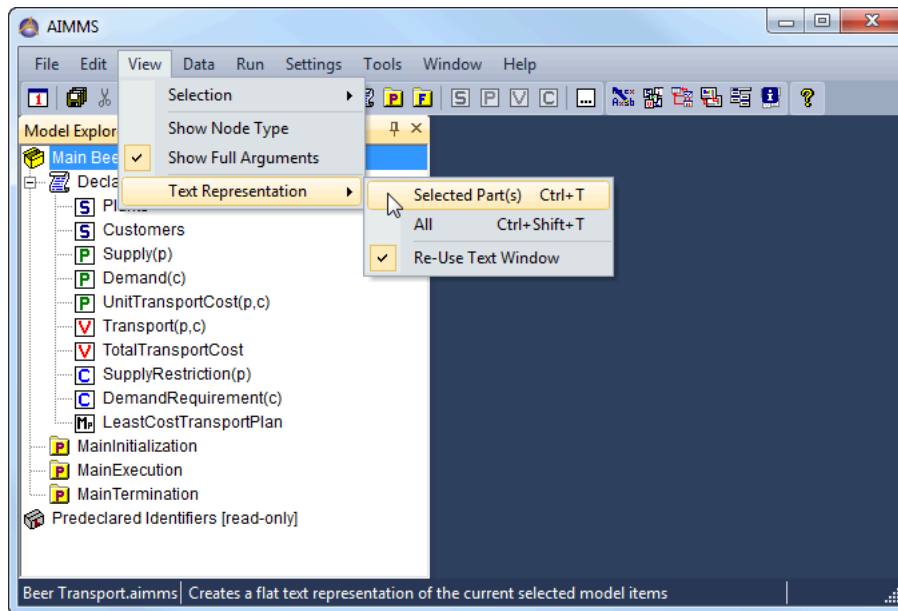 AIMMS
File Edit View Data Run Settings Tools Window Help
Selection
Show Node Type
Show Full Arguments
Text Representation
Selected Part(s) Ctrl+T
All Ctrl+Shift+T
Re-Use Text Window
Model Explor
Main Bee
Decla
S
S Customers
P Supply(p)
P Demand(c)
P UnitTransportCost(p,c)
V Transport(p,c)
V TotalTransportCost
C SupplyRestriction(p)
C DemandRequirement(c)
MP LeastCostTransportPlan
P MainInitialization
P MainExecution
P MainTermination
Predeclared Identifiers [read-only]
Beer Transport.aimms Creates a flat text representation of the current selected model items